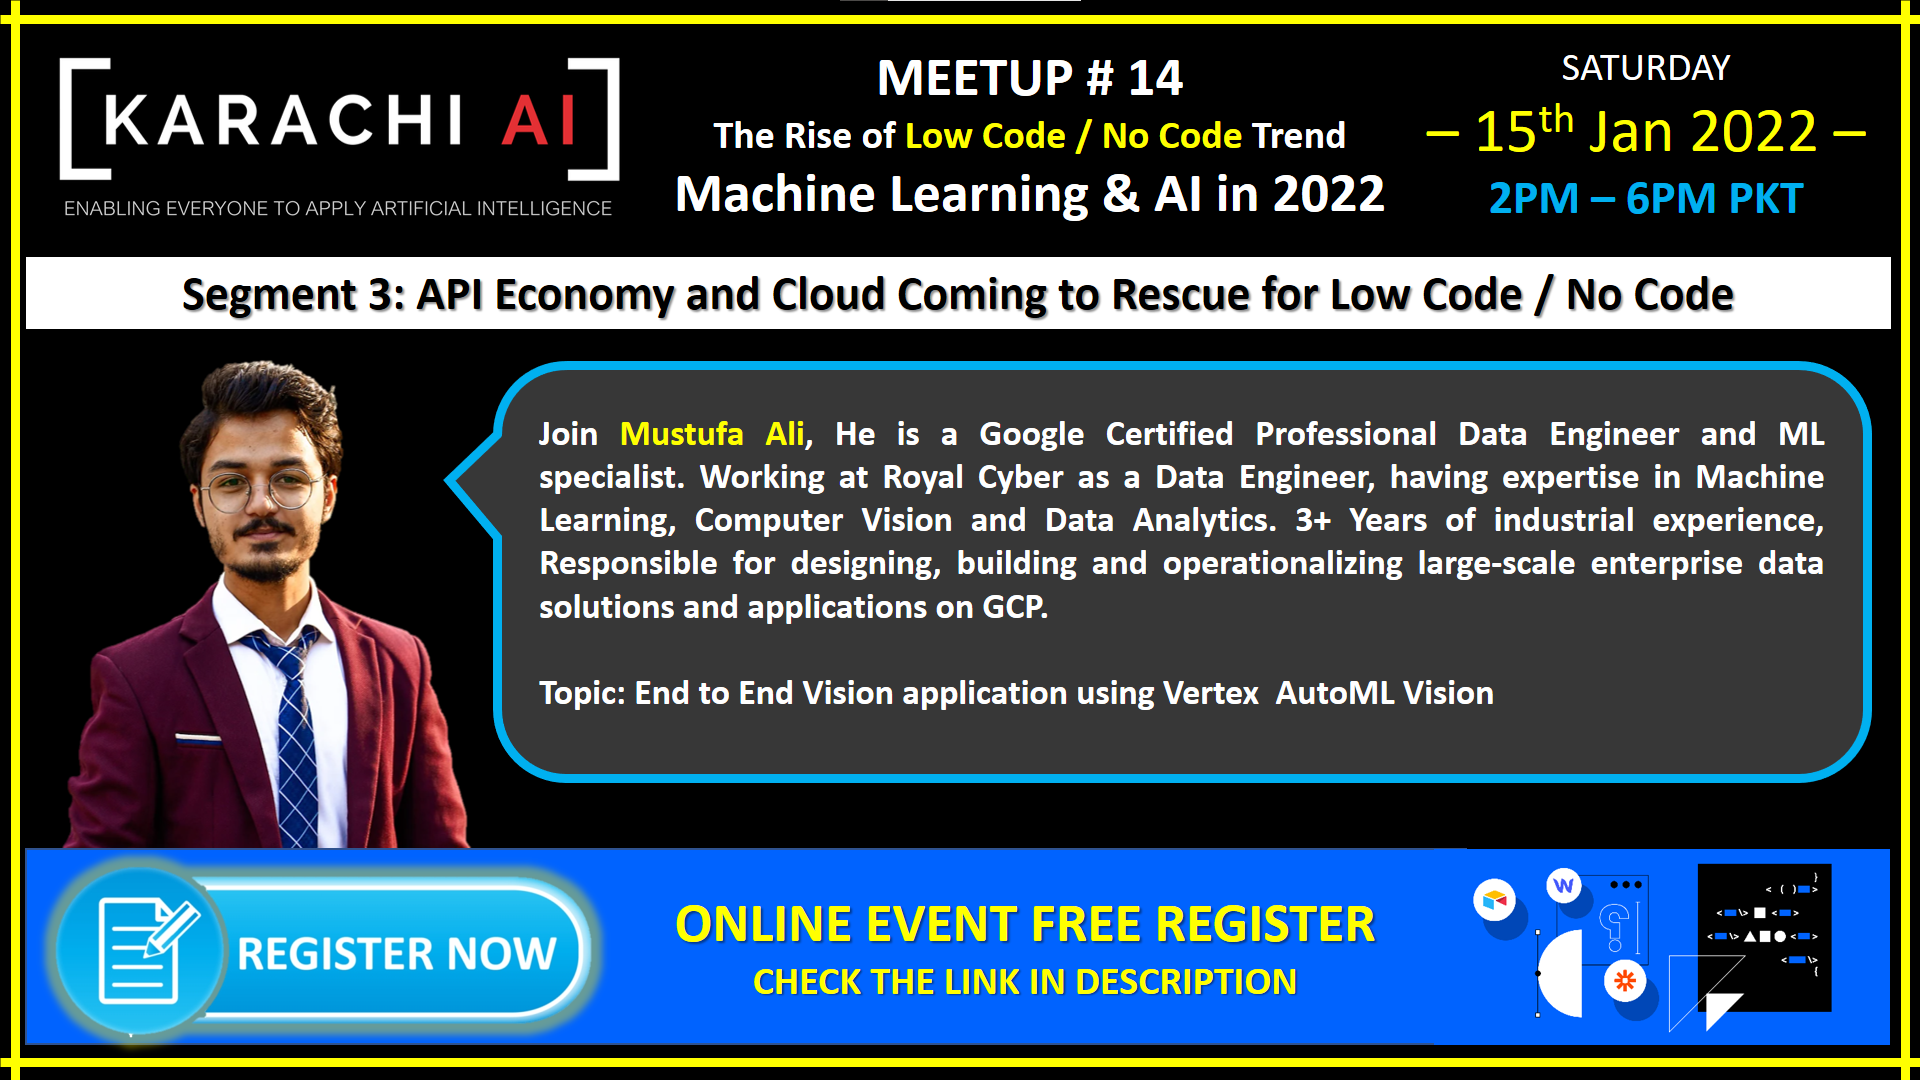 [KARACHI AI]
ENABLING EVERYONE TO APPLY ARTIFICIAL INTELLIGENCE
MEETUP # 14
The Rise of Low Code / No Code Trend
Machine Learning & AI in 2022
SATURDAY
– 15th Jan 2022 –
2PM – 6PM PKT
Segment 3: API Economy and Cloud Coming to Rescue for Low Code / No Code
Join Mustufa Ali, He is a Google Certified Professional Data Engineer and ML
specialist. Working at Royal Cyber as a Data Engineer, having expertise in Machine
Learning, Computer Vision and Data Analytics. 3+ Years of industrial experience,
Responsible for designing, building and operationalizing large-scale enterprise data
solutions and applications on GCP.
Topic: End to End Vision application using Vertex  AutoML Vision
REGISTER NOW
ONLINE EVENT FREE REGISTER
CHECK THE LINK IN DESCRIPTION
W